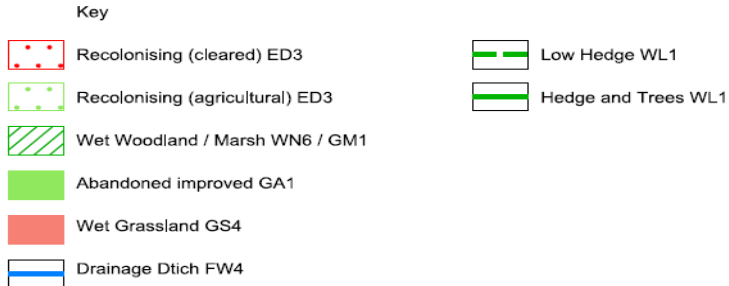 Key
Recolonising (cleared) ED3
Recolonising (agricultural) ED3
Wet Woodland / Marsh WN6 / GM1
Abandoned improved GA1
Wet Grassland GS4
Drainage Dtich FW4
Low Hedge WL1
Hedge and Trees WL1